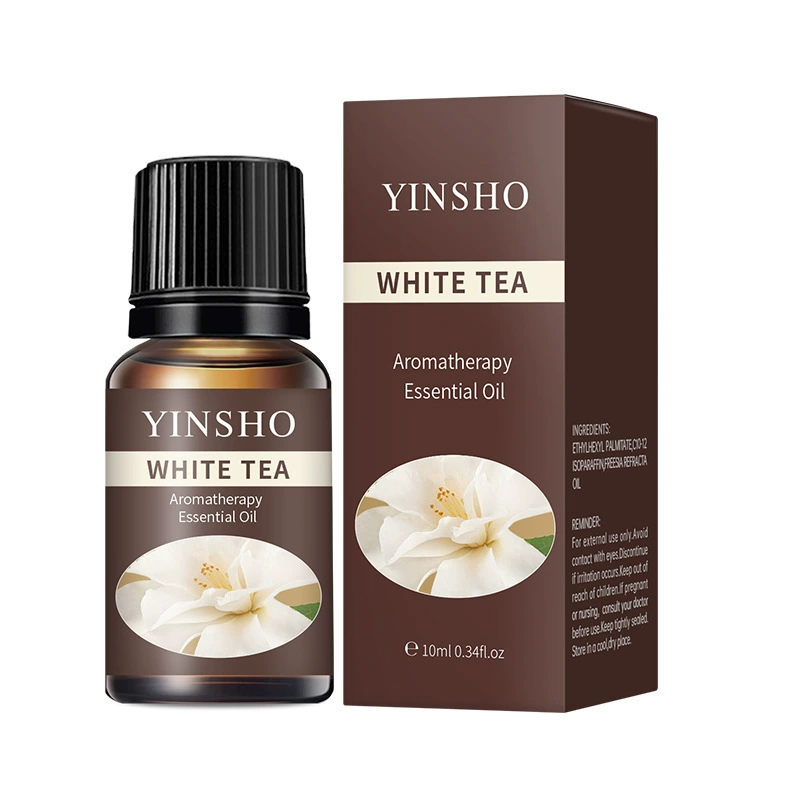 YINSHO
WHITE TEA
Aromatherapy
Essential Oil
YINSHO
WHITE TEA
Aromatherapy
Essential Oil
℮ 10ml 0.34fl.oz
INGREDIENTS:
ETHYLHEXYL PALMITATE,C10-12
ISOPARAFFIN,FREESIA REFRACTA
OIL
REMINDER:
For external use only.Avoid
contact with eyes.Discontinue
if irritation occurs.Keep out of
reach of children.If pregnant
or nursing, consult your doctor
before use.Keep tightly sealed.
Store in a cool,dry place.